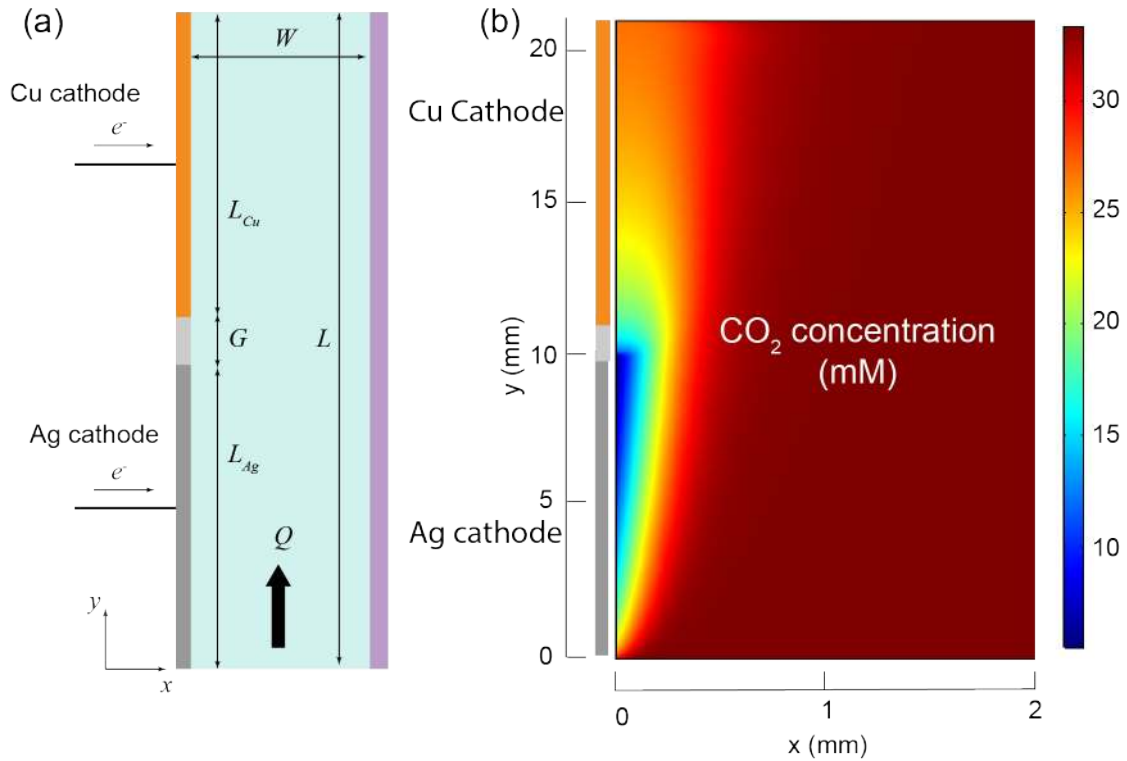 (a)
W
Cu cathode
e-
L_Cu
G
L
Ag cathode
e-
L_Ag
Q
y
x
(b)
Cu Cathode
Ag cathode
20
15
10
5
0
y (mm)
CO₂ concentration
(mM)
0
1
2
x (mm)
30
25
20
15
10